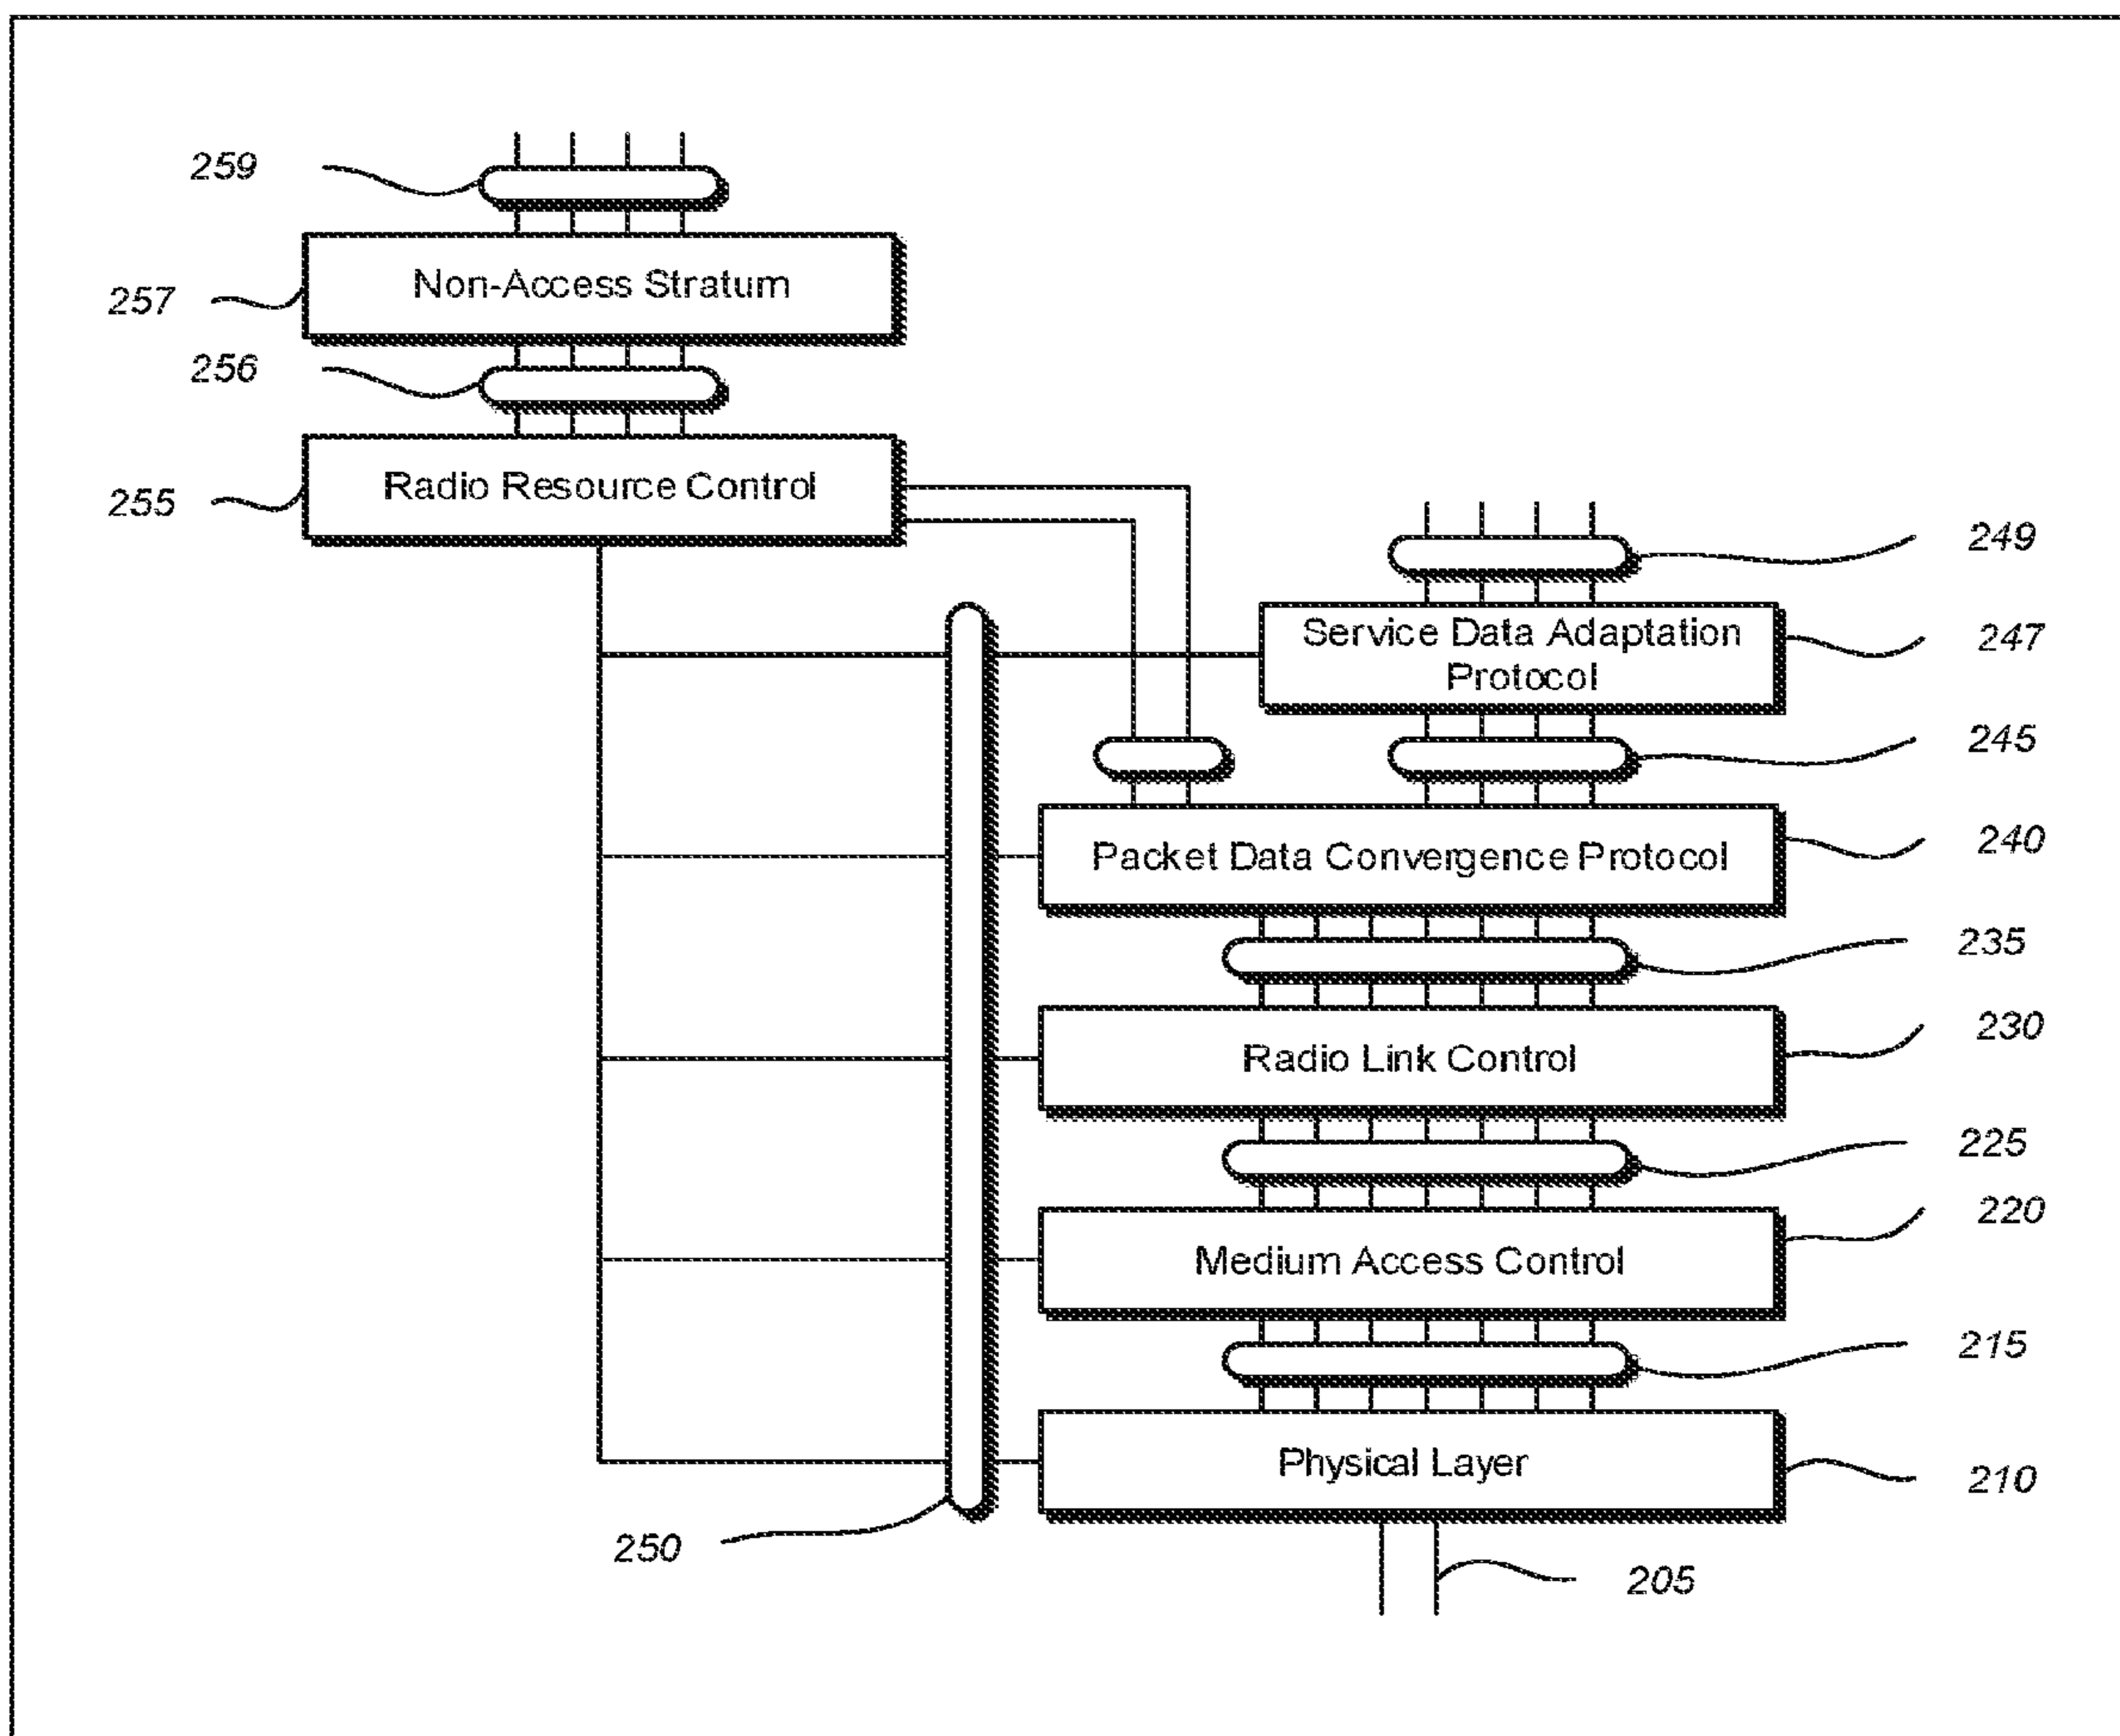 259
Non-Access Stratum
257
256
Radio Resource Control
255
249
Service Data Adaptation
Protocol
247
245
Packet Data Convergence Protocol
240
235
Radio Link Control
230
225
220
Medium Access Control
215
Physical Layer
210
250
205